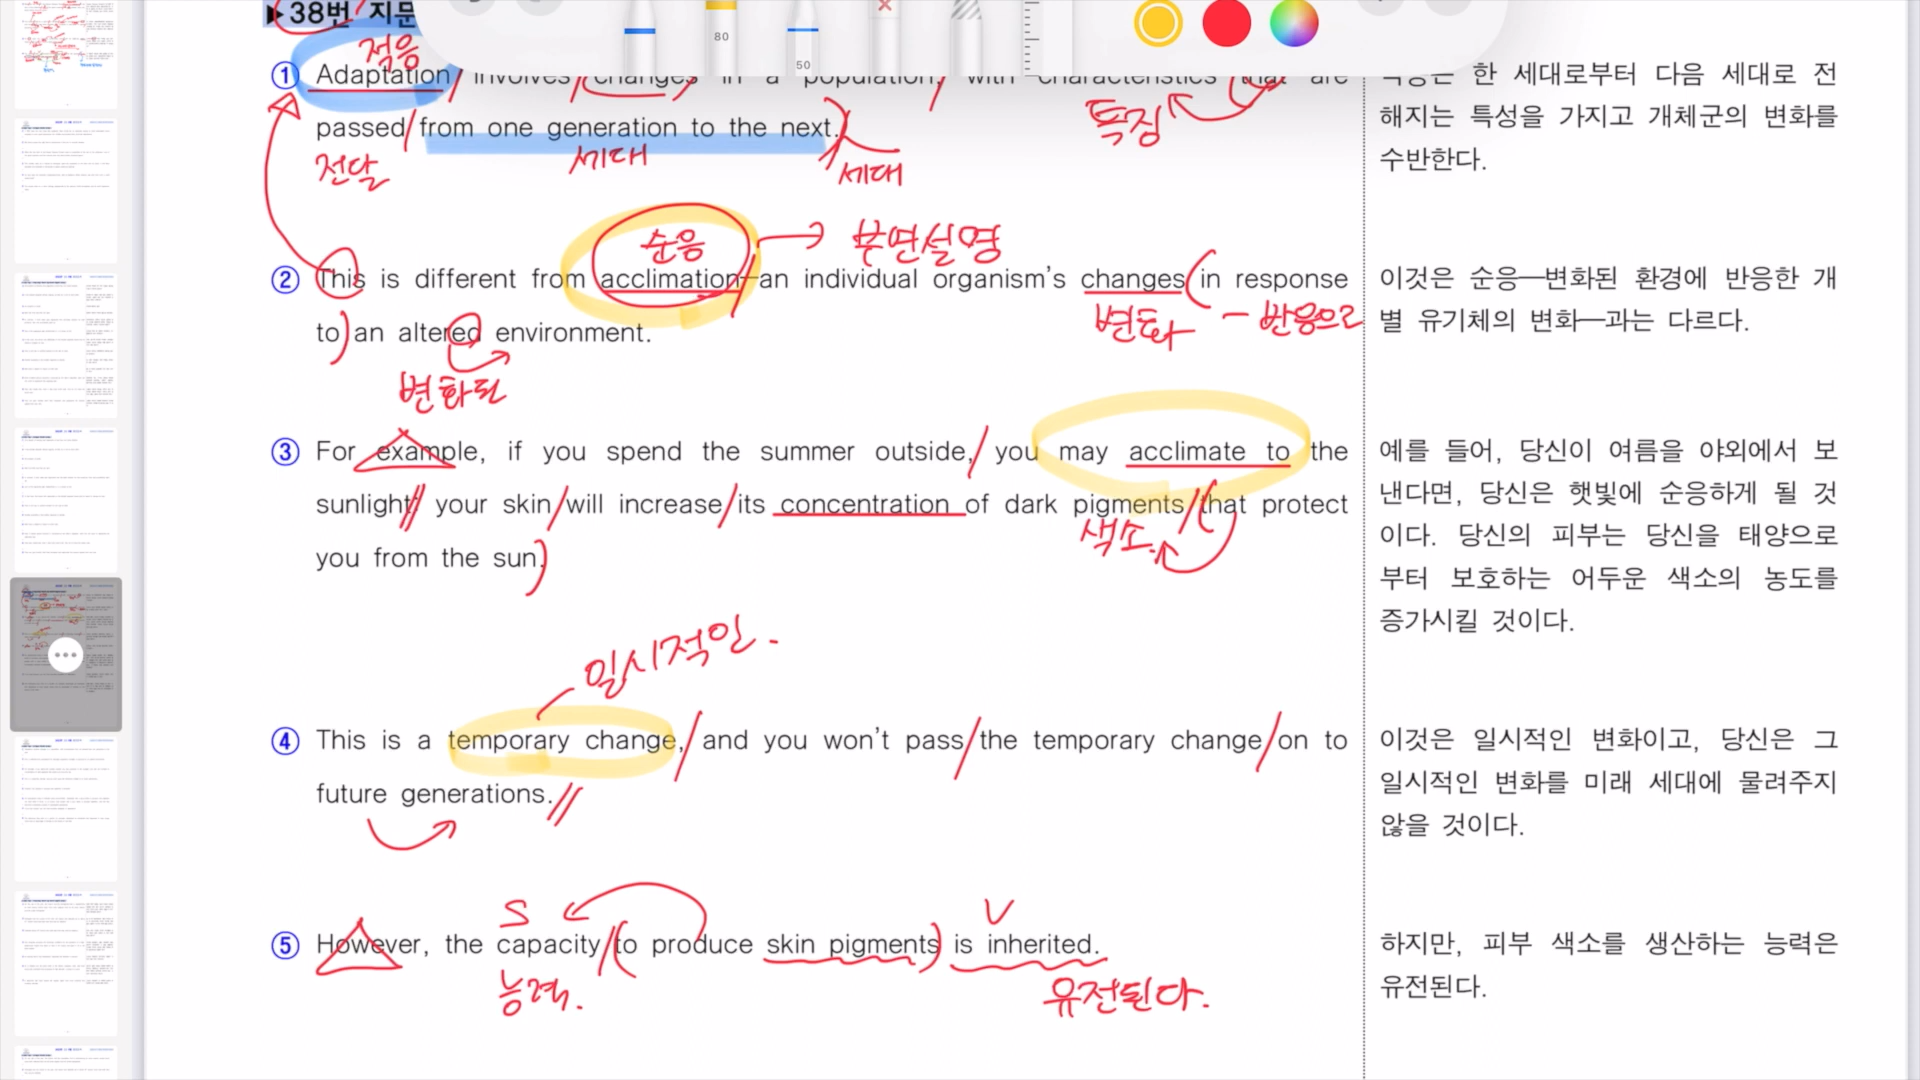 ▶38번 지문
80
50
적응
① Adaptation involves changes in a population, with characteristics that are
passed from one generation to the next.
특징
전달
세대
세대
한 세대로부터 다음 세대로 전
해지는 특성을 가지고 개체군의 변화를
수반한다.
순응
부연설명
② This is different from acclimation—an individual organism's changes in response
to an altered environment.
변화
- 반응으로
변화된
이것은 순응—변화된 환경에 반응한 개
별 유기체의 변화—과는 다르다.
③ For example, if you spend the summer outside, you may acclimate to the
sunlight; your skin will increase its concentration of dark pigments that protect
you from the sun.
색소.
예를 들어, 당신이 여름을 야외에서 보
낸다면, 당신은 햇빛에 순응하게 될 것
이다. 당신의 피부는 당신을 태양으로
부터 보호하는 어두운 색소의 농도를
증가시킬 것이다.
일시적인.
④ This is a temporary change, and you won't pass the temporary change on to
future generations.
이것은 일시적인 변화이고, 당신은 그
일시적인 변화를 미래 세대에 물려주지
않을 것이다.
S
V
⑤ However, the capacity to produce skin pigments is inherited.
능력.
유전된다.
하지만, 피부 색소를 생산하는 능력은
유전된다.